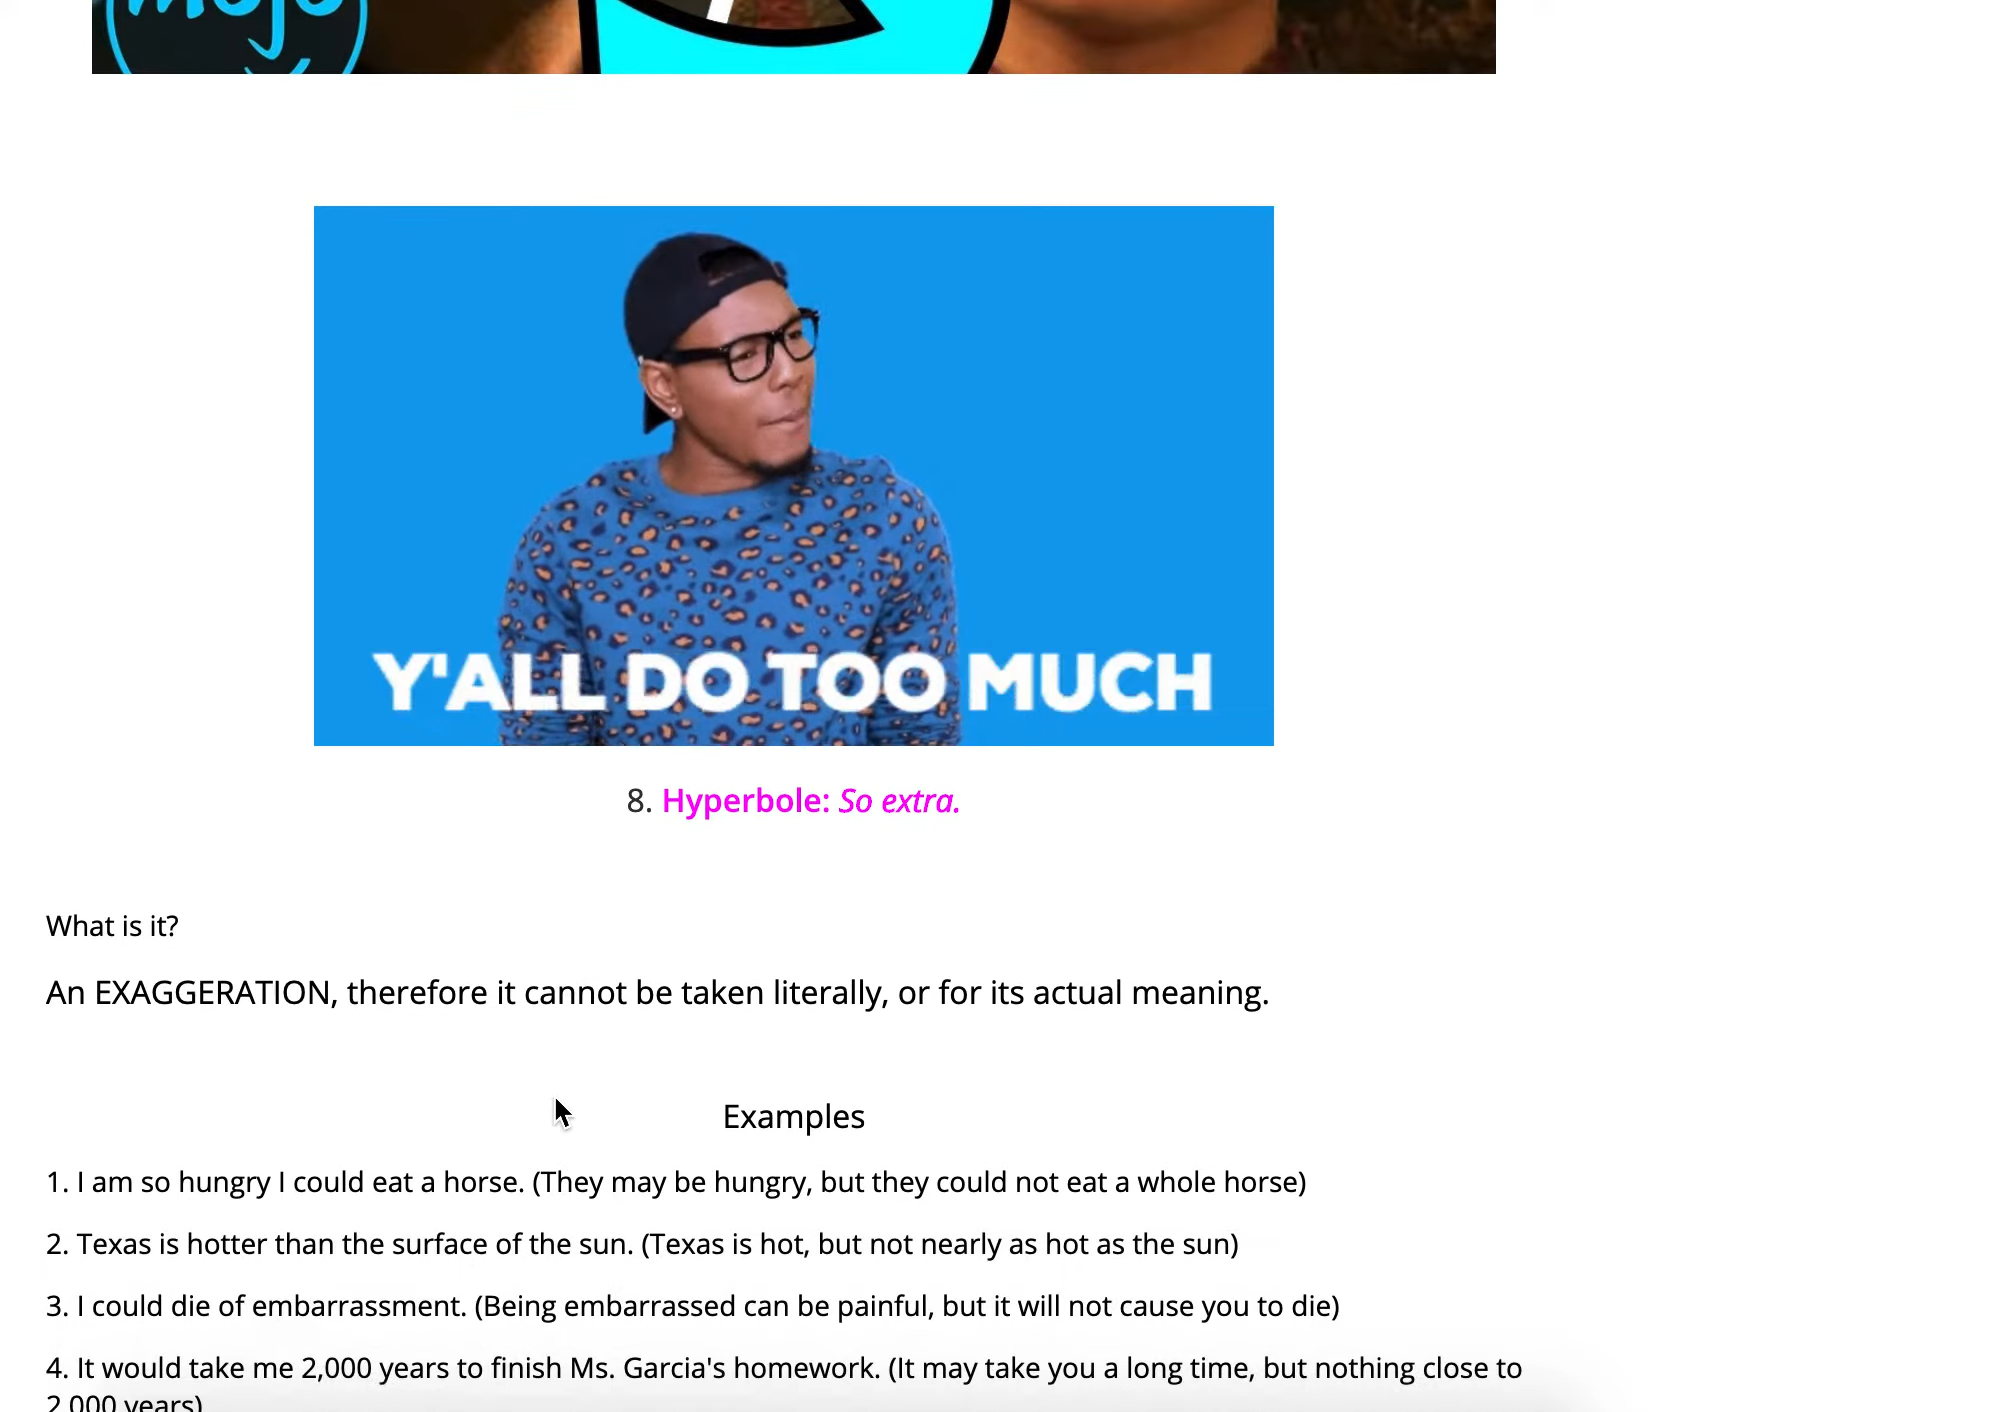 mojo
Y'ALL DO TOO MUCH
8. Hyperbole: So extra.
What is it?
An EXAGGERATION, therefore it cannot be taken literally, or for its actual meaning.
Examples
1. I am so hungry I could eat a horse. (They may be hungry, but they could not eat a whole horse)
2. Texas is hotter than the surface of the sun. (Texas is hot, but not nearly as hot as the sun)
3. I could die of embarrassment. (Being embarrassed can be painful, but it will not cause you to die)
4. It would take me 2,000 years to finish Ms. Garcia's homework. (It may take you a long time, but nothing close to
2,000 years)